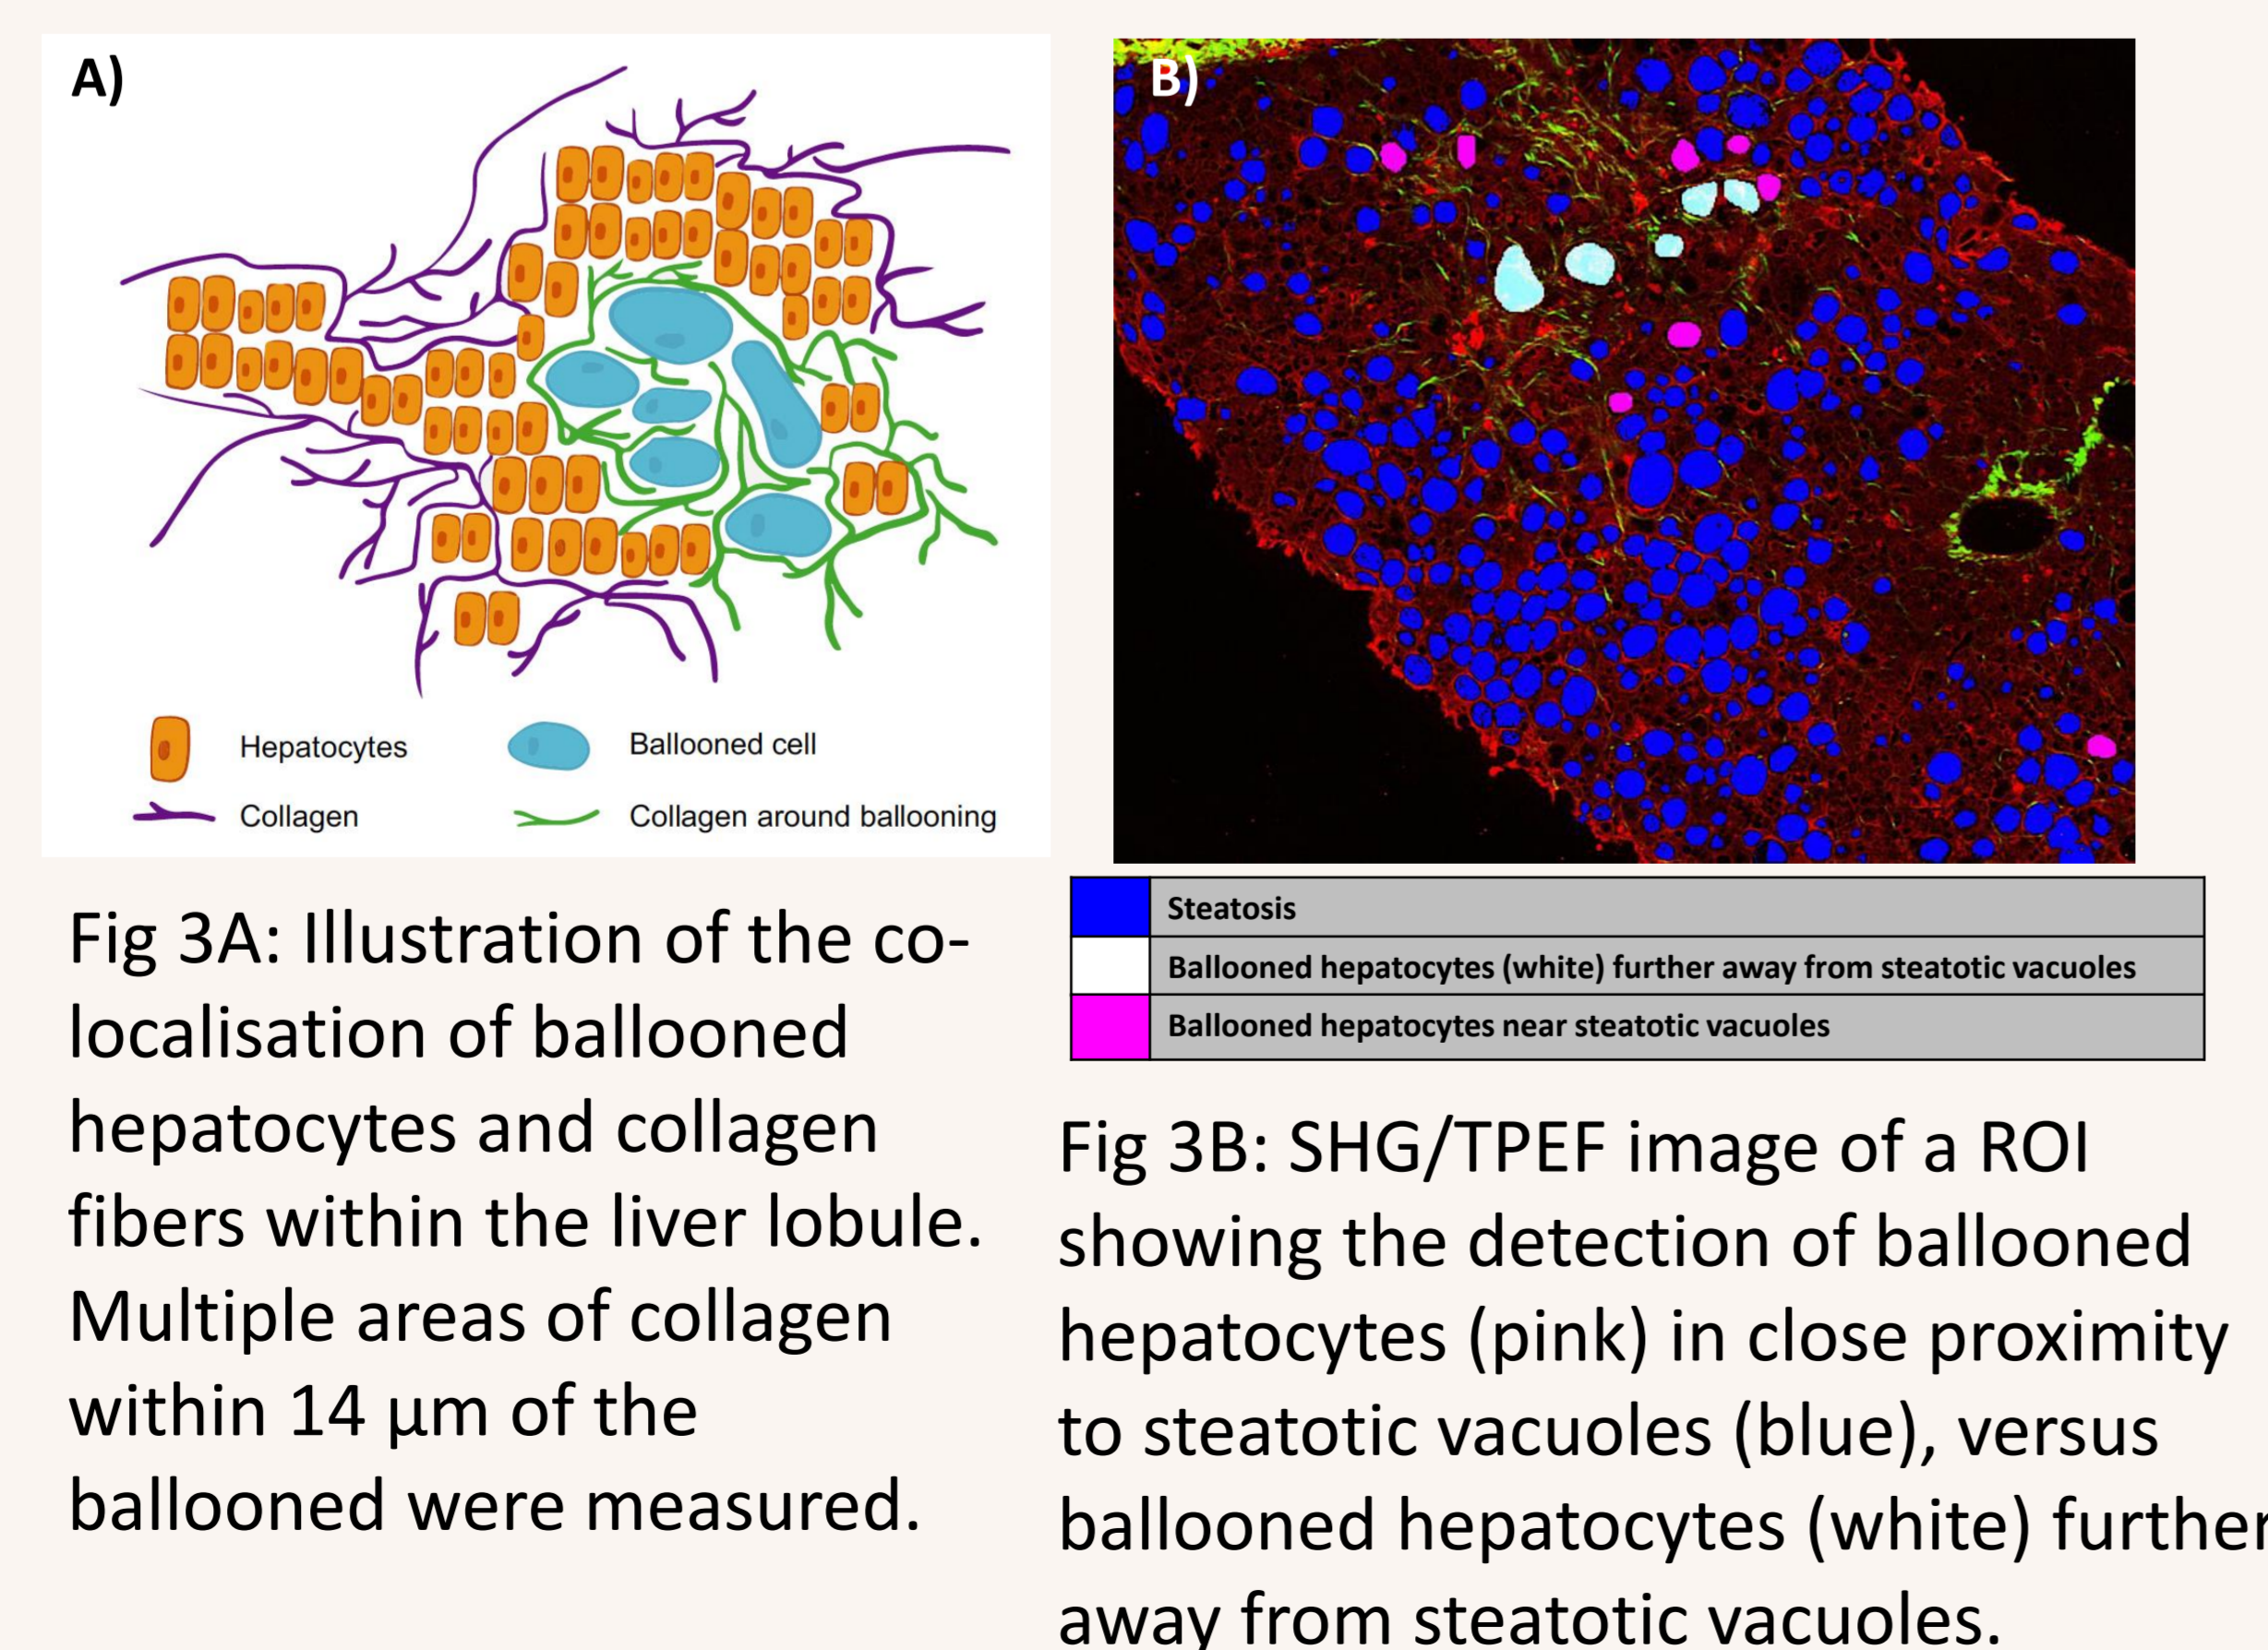 A)
Hepatocytes
Ballooned cell
Collagen
Collagen around ballooning
Fig 3A: Illustration of the co-
localisation of ballooned
hepatocytes and collagen
fibers within the liver lobule.
Multiple areas of collagen
within 14 µm of the
ballooned were measured.
B)
Steatosis
Ballooned hepatocytes (white) further away from steatotic vacuoles
Ballooned hepatocytes near steatotic vacuoles
Fig 3B: SHG/TPEF image of a ROI
showing the detection of ballooned
hepatocytes (pink) in close proximity
to steatotic vacuoles (blue), versus
ballooned hepatocytes (white) further
away from steatotic vacuoles.